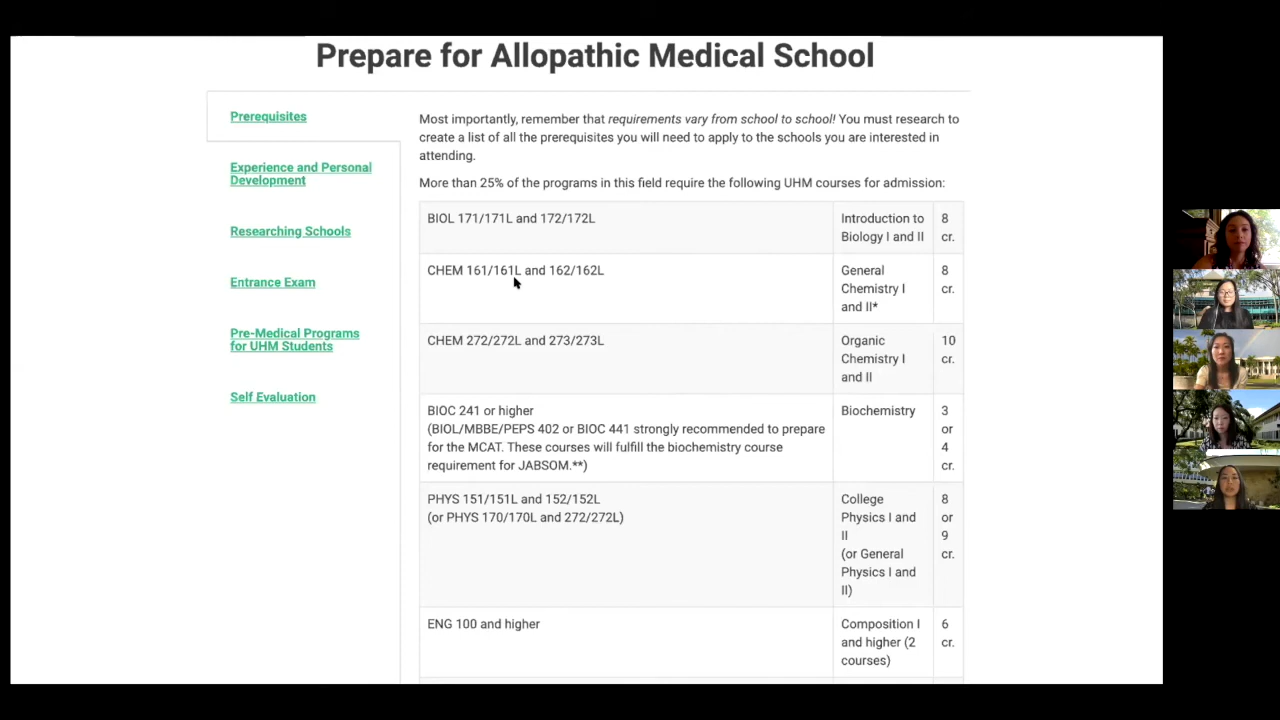 Prepare for Allopathic Medical School
Prerequisites
Experience and Personal
Development
Researching Schools
Entrance Exam
Pre-Medical Programs
for UHM Students
Self Evaluation
Most importantly, remember that requirements vary from school to school! You must research to
create a list of all the prerequisites you will need to apply to the schools you are interested in
attending.
More than 25% of the programs in this field require the following UHM courses for admission:
BIOL 171/171L and 172/172L
Introduction to
Biology I and II
8
cr.
CHEM 161/161L and 162/162L
General
Chemistry I
and II*
8
cr.
CHEM 272/272L and 273/273L
Organic
Chemistry I
and II
10
cr.
BIOC 241 or higher
(BIOL/MBBE/PEPS 402 or BIOC 441 strongly recommended to prepare
for the MCAT. These courses will fulfill the biochemistry course
requirement for JABSOM.**)
Biochemistry
3
or
4
cr.
PHYS 151/151L and 152/152L
(or PHYS 170/170L and 272/272L)
College
Physics I and
II
(or General
Physics I and
II)
8
or
9
cr.
ENG 100 and higher
Composition I
and higher (2
courses)
6
cr.